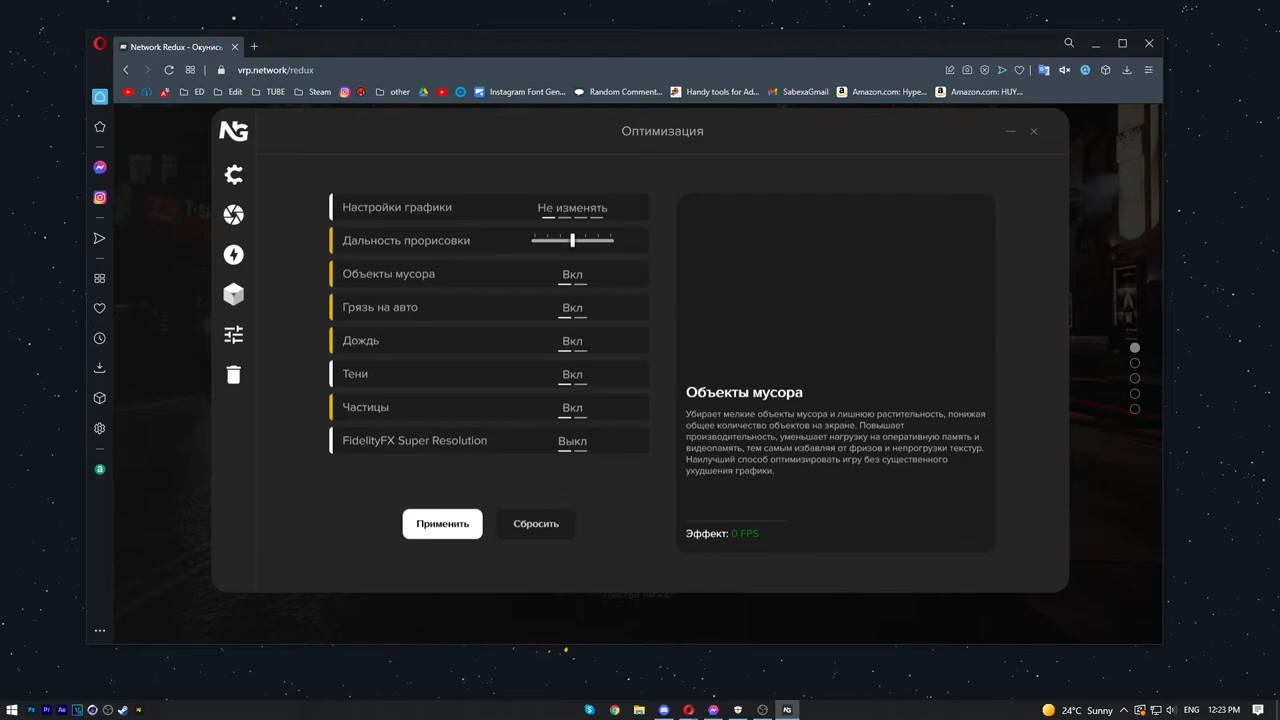 Network Redux - Окунись
vrp.network/redux
ED
Edit
TUBE
Steam
other
Instagram Font Gen...
Random Comment...
Handy tools for Ad...
SabexaGmail
Amazon.com: Hype...
Amazon.com: HUY...
NG
Оптимизация
Настройки графики
Не изменять
Дальность прорисовки
Объекты мусора
Вкл
Грязь на авто
Вкл
Дождь
Вкл
Тени
Вкл
Частицы
Вкл
FidelityFX Super Resolution
Выкл
Применить
Сбросить
Объекты мусора
Убирает мелкие объекты мусора и лишнюю растительность, понижая
общее количество объектов на экране. Повышает
производительность, уменьшает нагрузку на оперативную память и
видеопамять, тем самым избавляя от фризов и непрогрузки текстур.
Наилучший способ оптимизировать игру без существенного
ухудшения графики.
Эффект: 0 FPS
24°C Sunny
ENG
12:23 PM